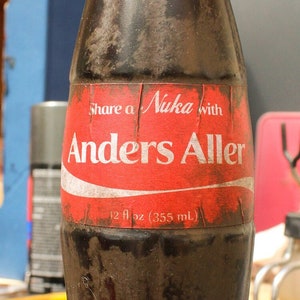 Share a Nuka with
Anders Aller
12 fl oz (355 mL)